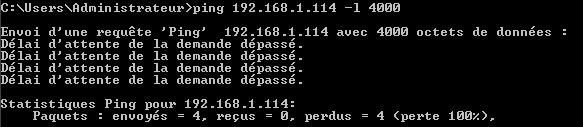 C:\Users\Administrateur>ping 192.168.1.114 -l 4000
Envoi d'une requête 'Ping'  192.168.1.114 avec 4000 octets de données :
Délai d'attente de la demande dépassé.
Délai d'attente de la demande dépassé.
Délai d'attente de la demande dépassé.
Délai d'attente de la demande dépassé.
Statistiques Ping pour 192.168.1.114:
    Paquets : envoyés = 4, reçus = 0, perdus = 4 (perte 100%),